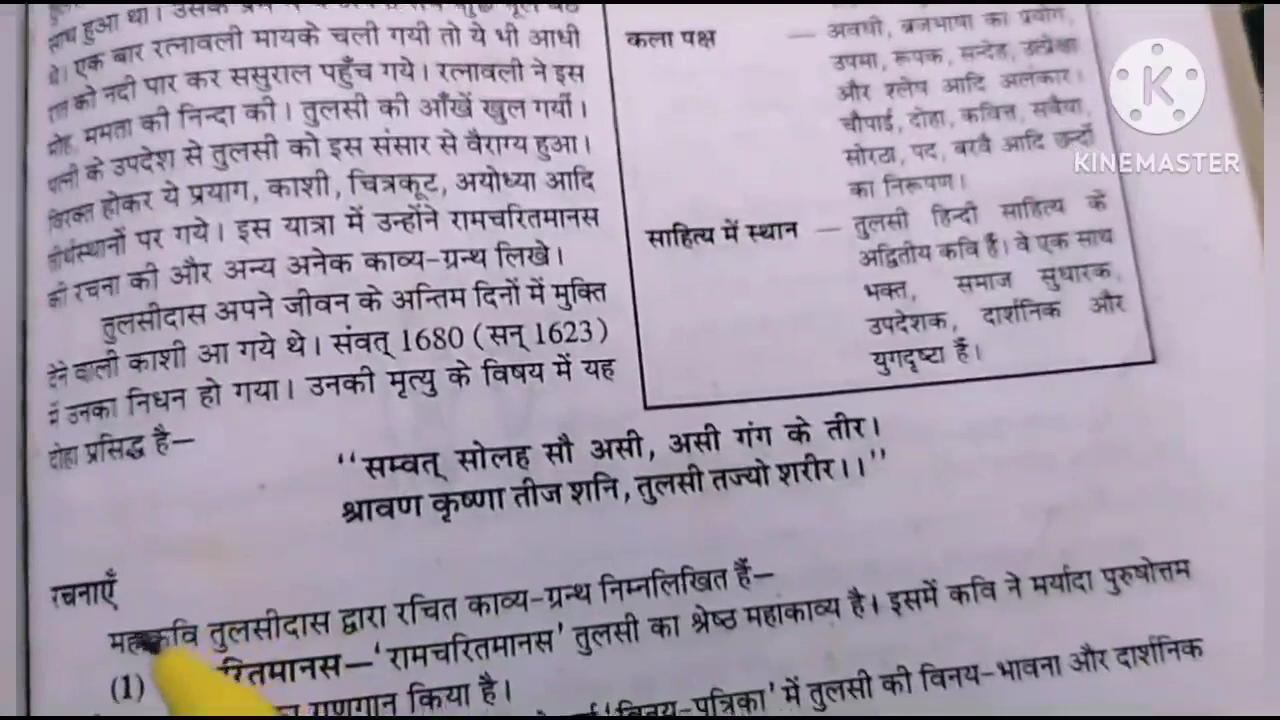 साथ हुआ था। उसके
थे। एक बार रत्नावली मायके चली गयी तो ये भी आधी
रात को नदी पार कर ससुराल पहुँच गये। रत्नावली ने इस
मोह, ममता की निन्दा की। तुलसी की आँखें खुल गयीं।
पत्नी के उपदेश से तुलसी को इस संसार से वैराग्य हुआ।
विरक्त होकर ये प्रयाग, काशी, चित्रकूट, अयोध्या आदि
तीर्थस्थानों पर गये। इस यात्रा में उन्होंने रामचरितमानस
की रचना की और अन्य अनेक काव्य-ग्रन्थ लिखे।
तुलसीदास अपने जीवन के अन्तिम दिनों में मुक्ति
देने वाली काशी आ गये थे। संवत् 1680 (सन् 1623)
में उनका निधन हो गया। उनकी मृत्यु के विषय में यह
दोहा प्रसिद्ध है—
कला पक्ष — अवधी, ब्रजभाषा का प्रयोग,
उपमा, रूपक, सन्देह, उत्प्रेक्षा
और श्लेष आदि अलंकार।
चौपाई, दोहा, कवित्त, सवैया,
सोरठा, पद, बरवै आदि छन्दों
का निरूपण।
साहित्य में स्थान — तुलसी हिन्दी साहित्य के
अद्वितीय कवि हैं। वे एक साथ
भक्त, समाज सुधारक,
उपदेशक, दार्शनिक और
युगदृष्टा हैं।
‘‘सम्वत् सोलह सौ असी, असी गंग के तीर।
श्रावण कृष्णा तीज शनि, तुलसी तज्यो शरीर।।’’
रचनाएँ
महाकवि तुलसीदास द्वारा रचित काव्य-ग्रन्थ निम्नलिखित हैं—
(1) रितमानस—‘रामचरितमानस’ तुलसी का श्रेष्ठ महाकाव्य है। इसमें कवि ने मर्यादा पुरुषोत्तम
गुणगान किया है।
‘विनय-पत्रिका’ में तुलसी की विनय-भावना और दार्शनिक
K
KINEMASTER